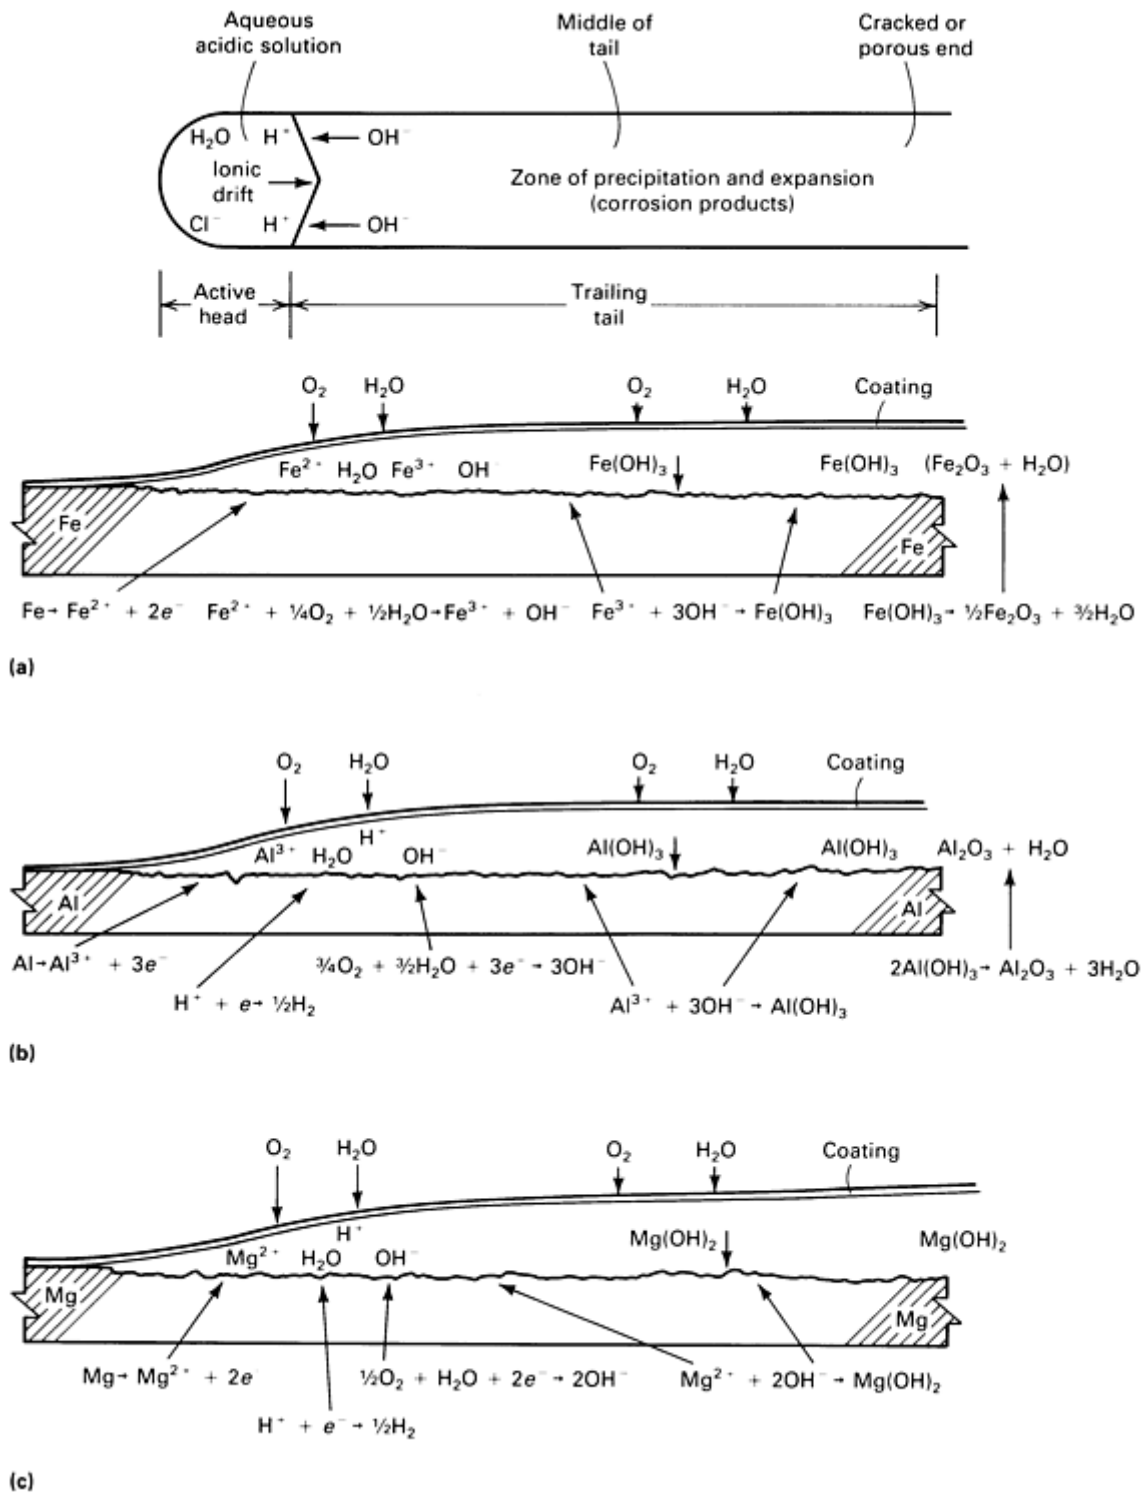 Aqueous
acidic solution
Middle of
tail
Cracked or
porous end
H₂O H⁺ ← OH⁻
Ionic
drift
Zone of precipitation and expansion
(corrosion products)
Cl⁻ H⁺ ← OH⁻
Active
head
Trailing
tail
O₂ H₂O O₂ H₂O Coating
Fe²⁺ H₂O Fe³⁺ OH⁻ Fe(OH)₃ Fe(OH)₃ (Fe₂O₃ + H₂O)
Fe Fe
Fe→Fe²⁺ + 2e⁻ Fe²⁺ + ¼O₂ + ½H₂O→Fe³⁺ + OH⁻ Fe³⁺ + 3OH⁻→Fe(OH)₃ Fe(OH)₃→½Fe₂O₃ + 3⁄2H₂O
(a)
O₂ H₂O O₂ H₂O Coating
H⁺
Al³⁺ H₂O OH⁻ Al(OH)₃ Al(OH)₃ Al₂O₃ + H₂O
Al Al
Al→Al³⁺ + 3e⁻ ¾O₂ + 3⁄2H₂O + 3e⁻→3OH⁻ 2Al(OH)₃→Al₂O₃ + 3H₂O
H⁺ + e→½H₂ Al³⁺ + 3OH⁻→Al(OH)₃
(b)
O₂ H₂O O₂ H₂O Coating
H⁺
Mg²⁺ H₂O OH⁻ Mg(OH)₂ Mg(OH)₂
Mg Mg
Mg→Mg²⁺ + 2e ½O₂ + H₂O + 2e⁻→2OH⁻ Mg²⁺ + 2OH⁻→Mg(OH)₂
H⁺ + e⁻→½H₂
(c)